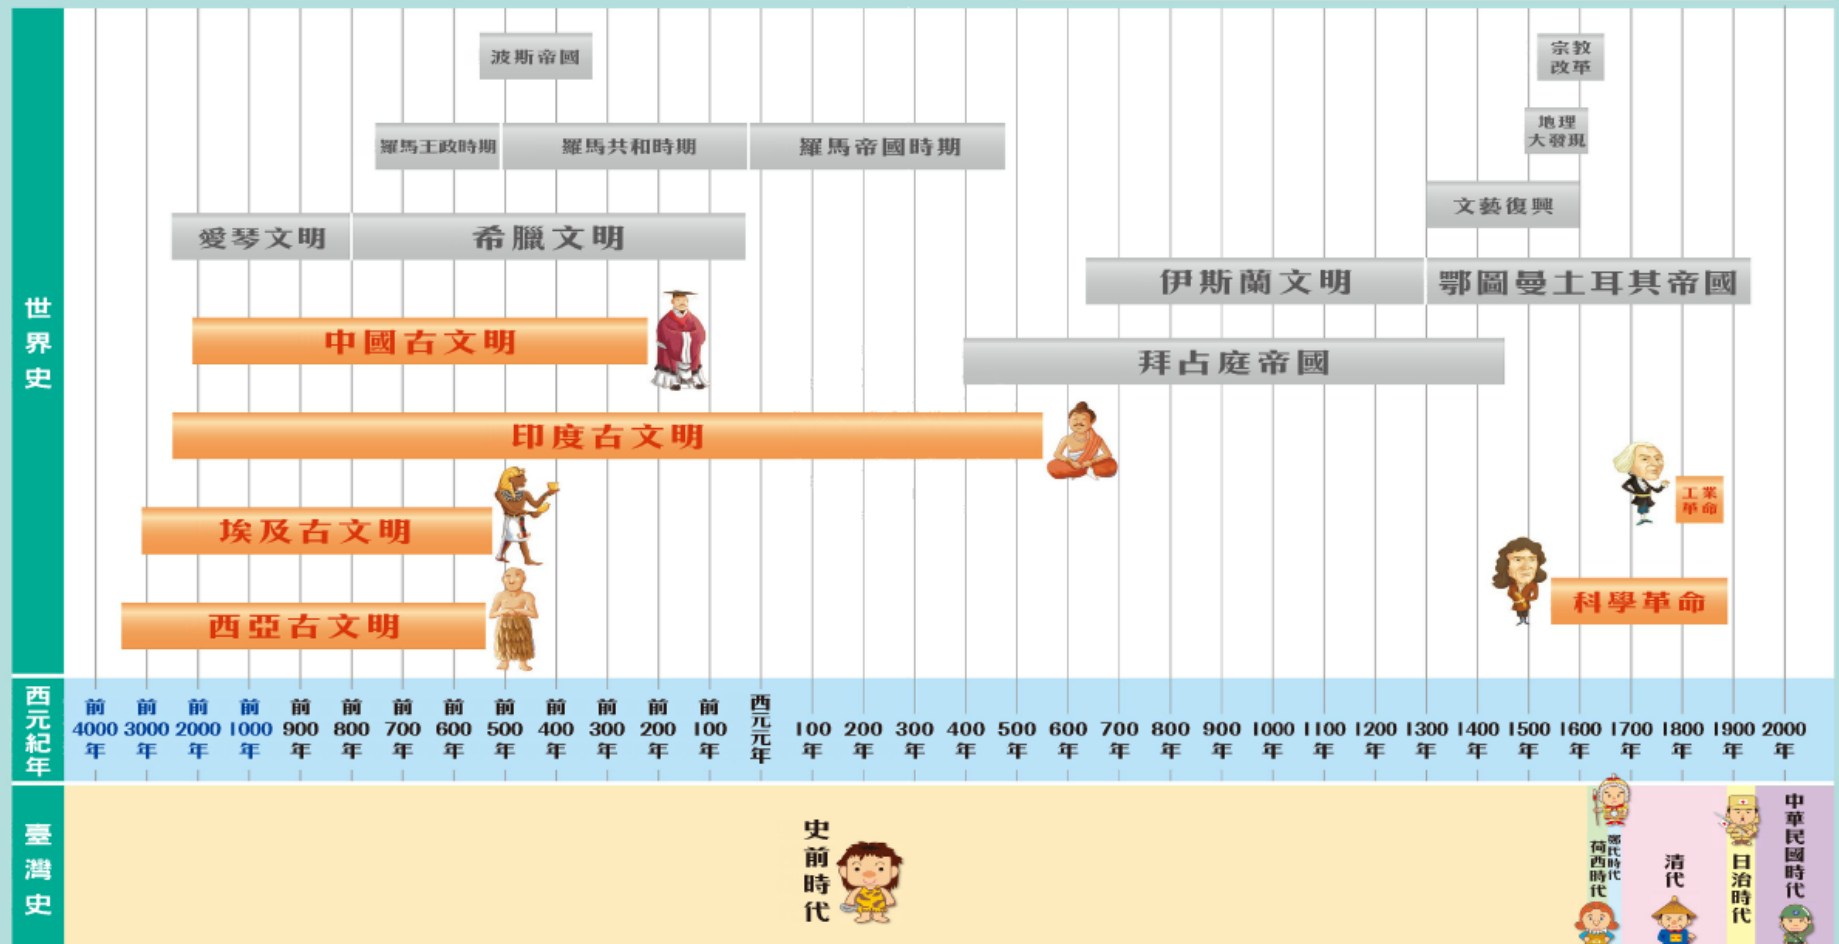 世界史
波斯帝國
宗教
改革
地理
大發現
羅馬王政時期
羅馬共和時期
羅馬帝國時期
文藝復興
愛琴文明
希臘文明
伊斯蘭文明
鄂圖曼土耳其帝國
中國古文明
拜占庭帝國
印度古文明
工業
革命
埃及古文明
科學革命
西亞古文明
西元紀年
前4000年
前3000年
前2000年
前1000年
前900年
前800年
前700年
前600年
前500年
前400年
前300年
前200年
前100年
西元元年
100年
200年
300年
400年
500年
600年
700年
800年
900年
1000年
1100年
1200年
1300年
1400年
1500年
1600年
1700年
1800年
1900年
2000年
臺灣史
史前時代
荷西時代
鄭氏時代
清代
日治時代
中華民國時代